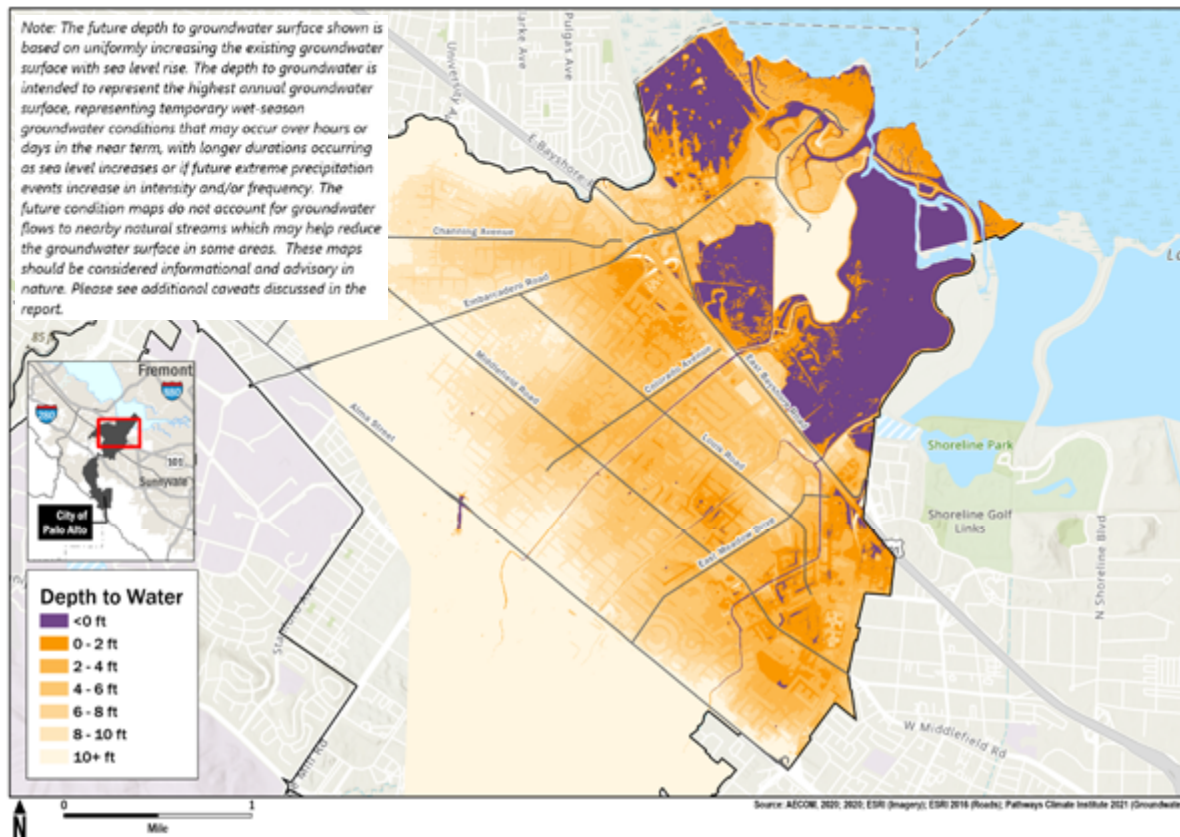 Note: The future depth to groundwater surface shown is
based on uniformly increasing the existing groundwater
surface with sea level rise. The depth to groundwater is
intended to represent the highest annual groundwater
surface, representing temporary wet-season
groundwater conditions that may occur over hours or
days in the near term, with longer durations occurring
as sea level increases or if future extreme precipitation
events increase in intensity and/or frequency. The
future condition maps do not account for groundwater
flows to nearby natural streams which may help reduce
the groundwater surface in some areas. These maps
should be considered informational and advisory in
nature. Please see additional caveats discussed in the
report.
University A
larke Ave
Pulgas Ave
E Bayshore
Channing Avenue
Embarcadero Road
Middlefield Road
Colorado Avenue
East Bayshore Road
Alma Street
Louis Road
East Meadow Drive
Shoreline Park
Shoreline Golf
Links
N Shoreline Blvd
W Middlefield Rd
85 f
Fremont
880
280
101
Sunnyvale
City of
Palo Alto
Depth to Water
<0 ft
0 - 2 ft
2 - 4 ft
4 - 6 ft
6 - 8 ft
8 - 10 ft
10+ ft
N
0 1
Mile
Source: AECOM, 2020; 2020; ESRI (Imagery); ESRI 2016 (Roads); Pathways Climate Institute 2021 (Groundwate